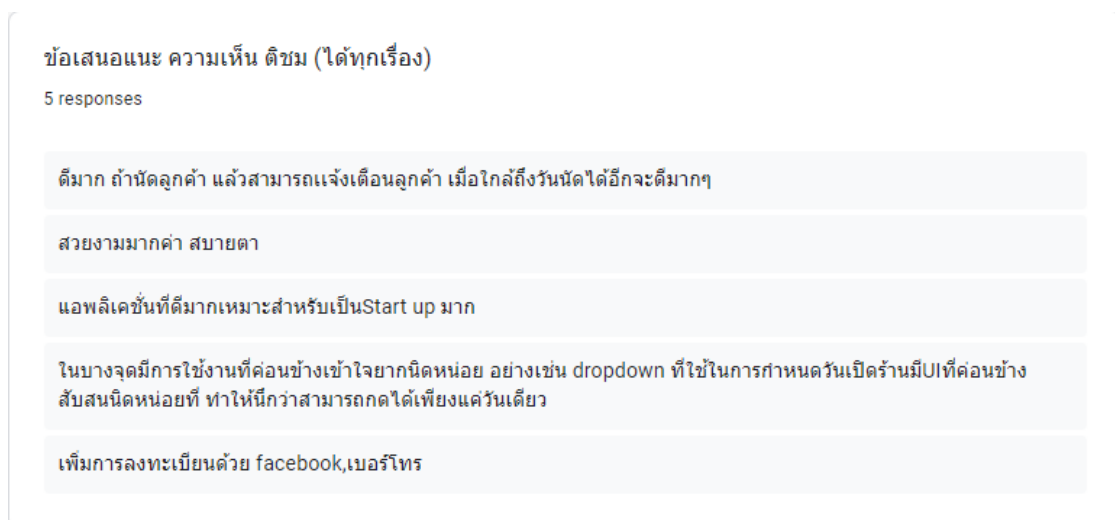 ข้อเสนอแนะ ความเห็น ติชม (ได้ทุกเรื่อง)
5 responses
ดีมาก ถ้านัดลูกค้า แล้วสามารถแจ้งเตือนลูกค้า เมื่อใกล้ถึงวันนัดได้อีกจะดีมากๆ
สวยงามมากค่า สบายตา
แอพลิเคชั่นที่ดีมากเหมาะสำหรับเป็นStart up มาก
ในบางจุดมีการใช้งานที่ค่อนข้างเข้าใจยากนิดหน่อย อย่างเช่น dropdown ที่ใช้ในการกำหนดวันเปิดร้านมีUIที่ค่อนข้าง
สับสนนิดหน่อยที่ ทำให้นึกว่าสามารถกดได้เพียงแค่วันเดียว
เพิ่มการลงทะเบียนด้วย facebook,เบอร์โทร